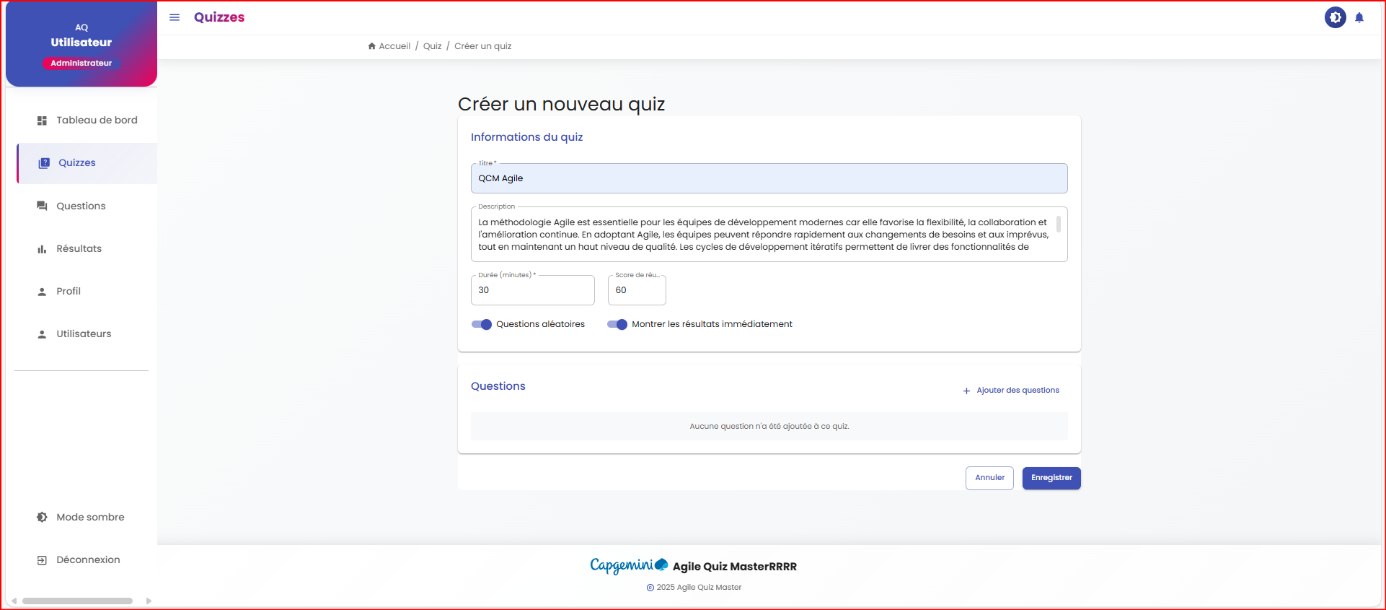 AQ
Utilisateur
Administrateur
Quizzes
Accueil / Quiz / Créer un quiz
Tableau de bord
Quizzes
Questions
Résultats
Profil
Utilisateurs
Mode sombre
Déconnexion
Créer un nouveau quiz
Informations du quiz
Titre *
QCM Agile
Description
La méthodologie Agile est essentielle pour les équipes de développement modernes car elle favorise la flexibilité, la collaboration et
l'amélioration continue. En adoptant Agile, les équipes peuvent répondre rapidement aux changements de besoins et aux imprévus,
tout en maintenant un haut niveau de qualité. Les cycles de développement itératifs permettent de livrer des fonctionnalités de
Durée (minutes) *
30
Score de réu...
60
Questions aléatoires
Montrer les résultats immédiatement
Questions
+ Ajouter des questions
Aucune question n'a été ajoutée à ce quiz.
Annuler
Enregistrer
Capgemini Agile Quiz MasterRRRR
© 2025 Agile Quiz Master